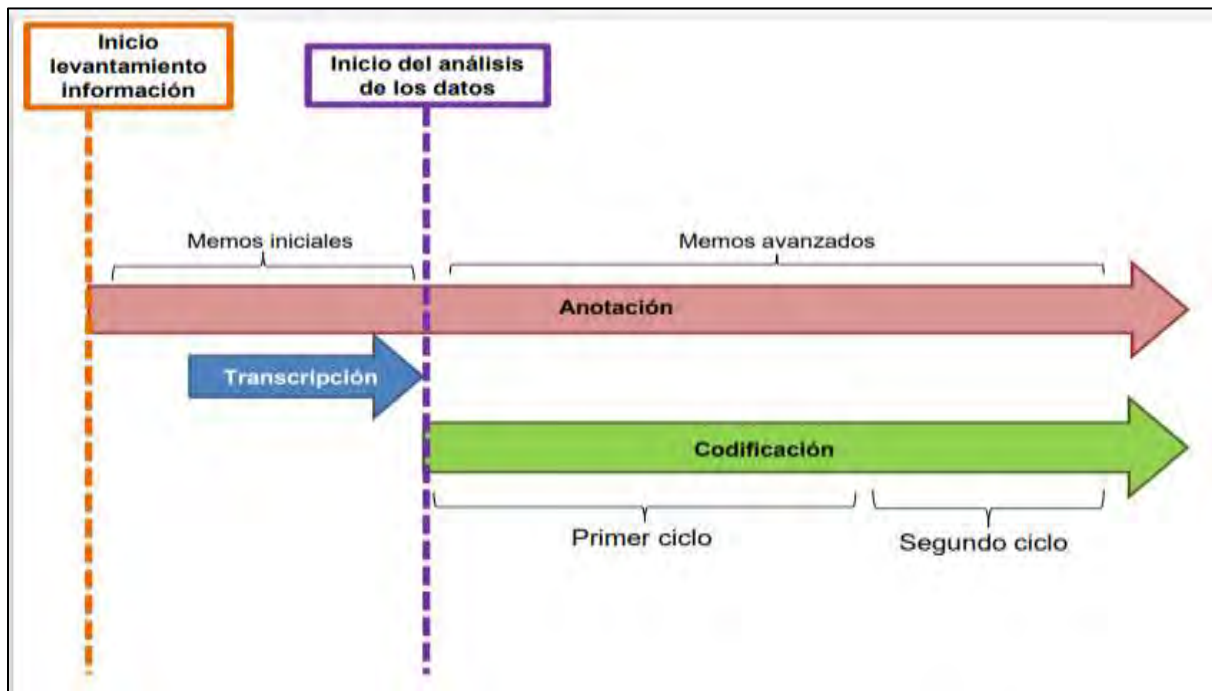 Inicio
levantamiento
información
Inicio del análisis
de los datos
Memos iniciales
Memos avanzados
Anotación
Transcripción
Codificación
Primer ciclo
Segundo ciclo